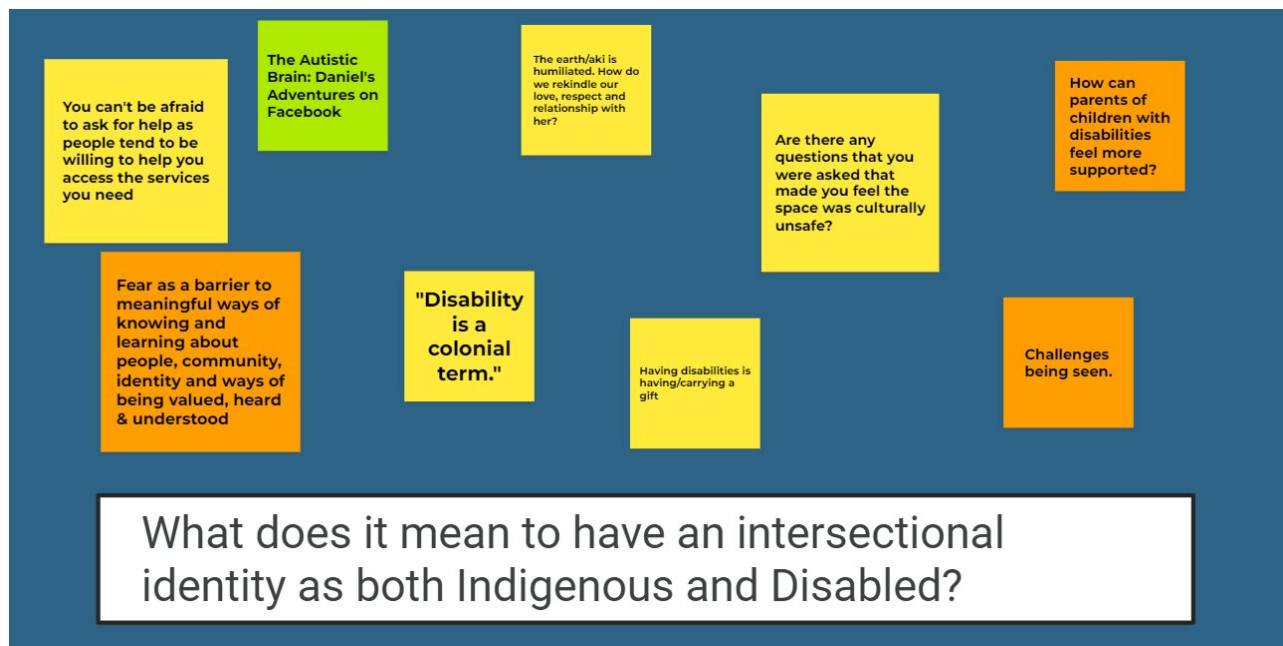 You can't be afraid
to ask for help as
people tend to be
willing to help you
access the services
you need
The Autistic
Brain: Daniel's
Adventures on
Facebook
The earth/aki is
humiliated. How do
we rekindle our
love, respect and
relationship with
her?
Are there any
questions that you
were asked that
made you feel the
space was culturally
unsafe?
How can
parents of
children with
disabilities
feel more
supported?
Fear as a barrier to
meaningful ways of
knowing and
learning about
people, community,
identity and ways of
being valued, heard
& understood
"Disability
is a
colonial
term."
Having disabilities is
having/carrying a
gift
Challenges
being seen.
What does it mean to have an intersectional
identity as both Indigenous and Disabled?